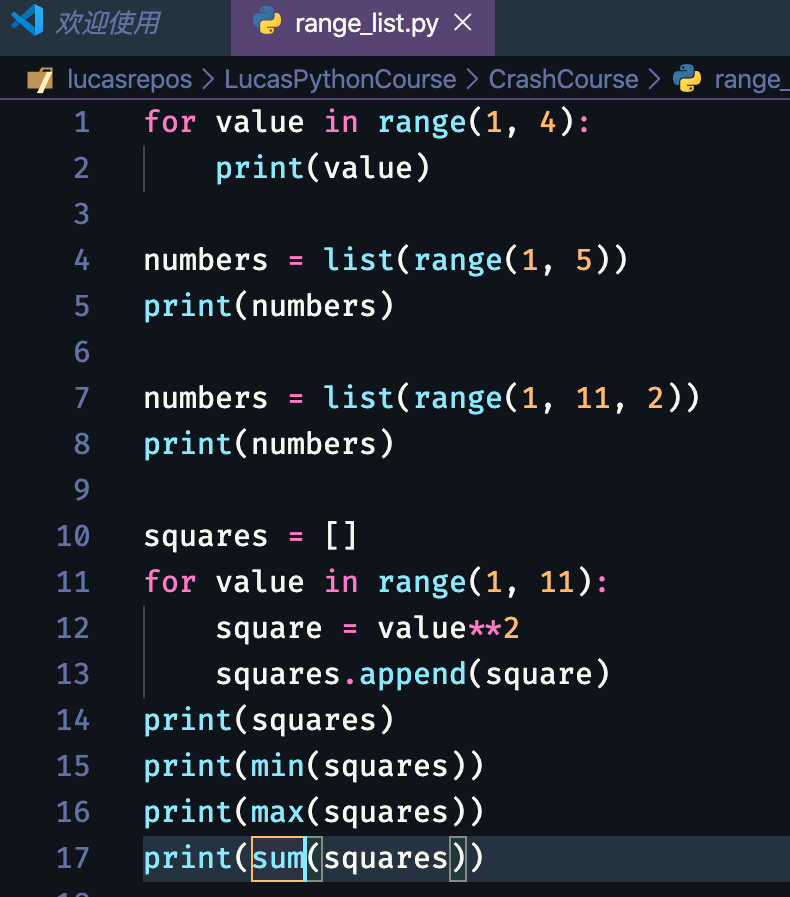 欢迎使用 range_list.py ×
lucasrepos > LucasPythonCourse > CrashCourse > range_
1 for value in range(1, 4):
2     print(value)
3
4 numbers = list(range(1, 5))
5 print(numbers)
6
7 numbers = list(range(1, 11, 2))
8 print(numbers)
9
10 squares = []
11 for value in range(1, 11):
12     square = value**2
13     squares.append(square)
14 print(squares)
15 print(min(squares))
16 print(max(squares))
17 print(sum(squares))